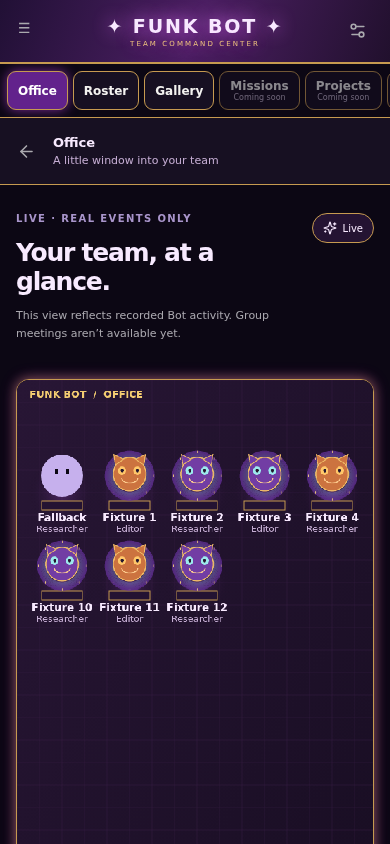 ✦ FUNK BOT ✦
TEAM COMMAND CENTER
Office
Roster
Gallery
Missions
Coming soon
Projects
Coming soon
Office
A little window into your team
LIVE · REAL EVENTS ONLY
Live
Your team, at a
glance.
This view reflects recorded Bot activity. Group
meetings aren’t available yet.
FUNK BOT / OFFICE
Fallback
Researcher
Fixture 1
Editor
Fixture 2
Researcher
Fixture 3
Editor
Fixture 4
Researcher
Fixture 10
Researcher
Fixture 11
Editor
Fixture 12
Researcher